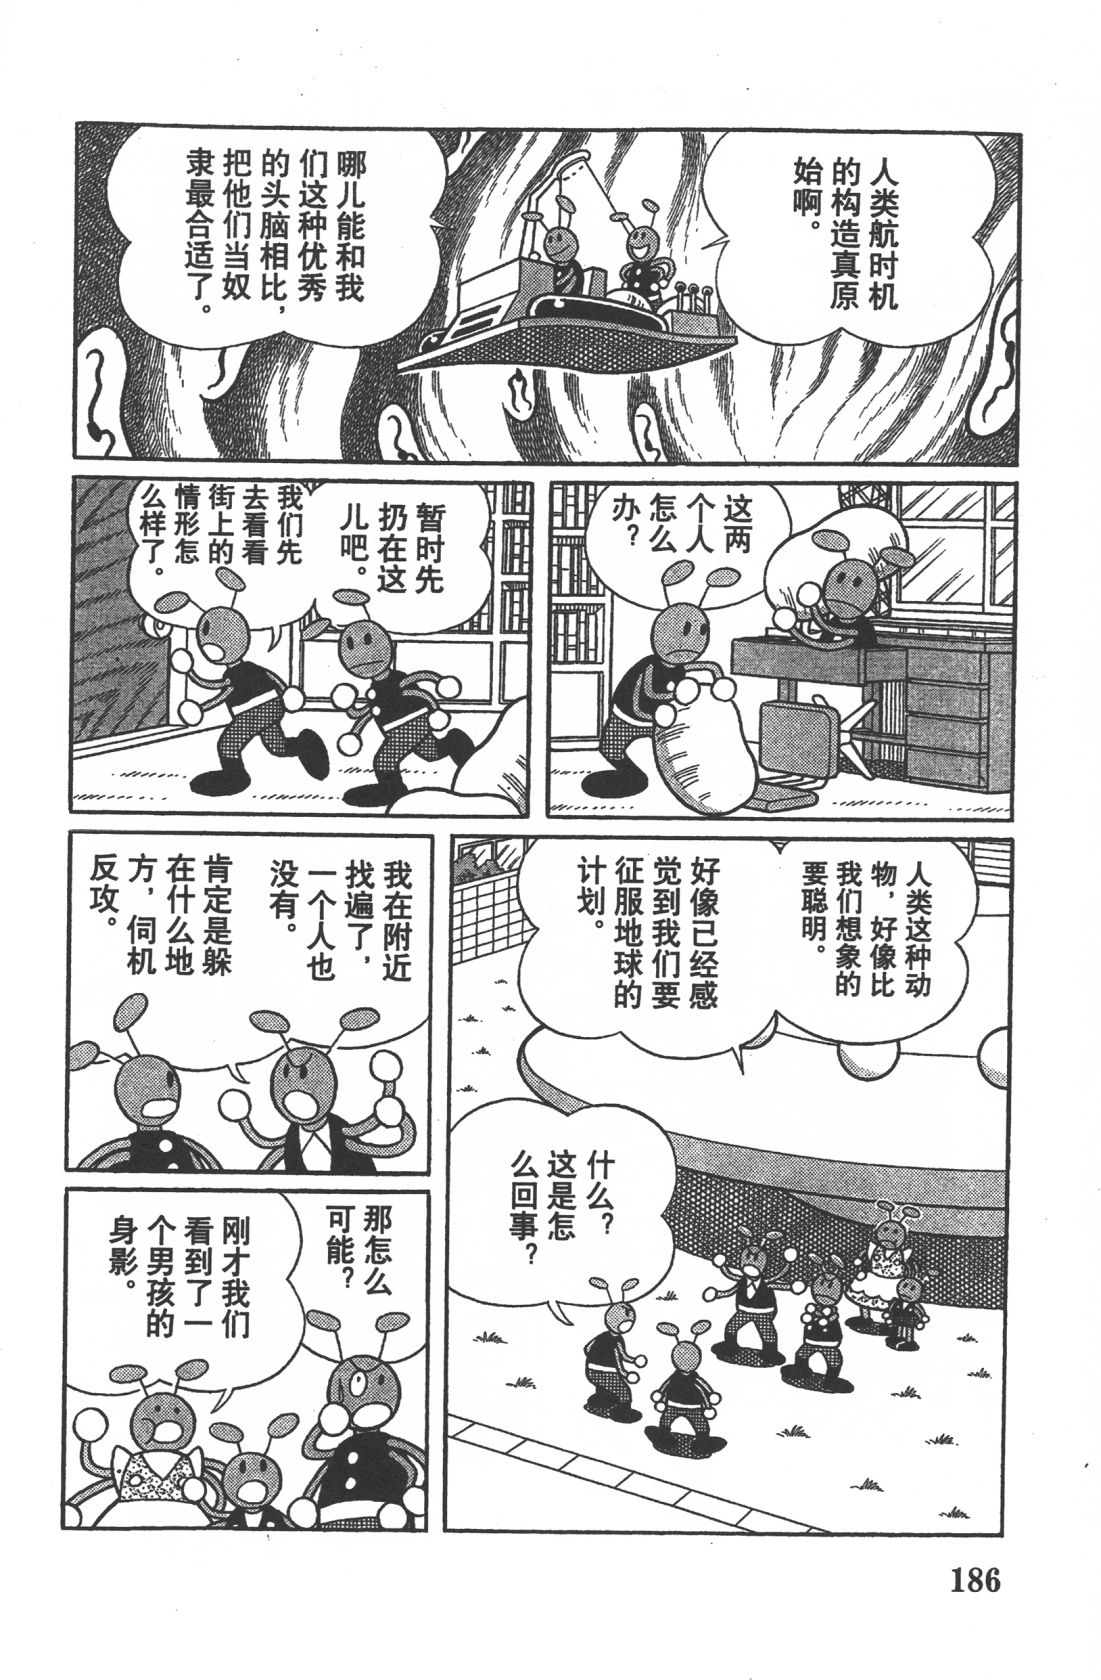 人类航时机
的构造真原
始啊。
哪儿能和我
们这种优秀
的头脑相比，
把他们当奴
隶最合适了。
这两
个人
怎么
办？
暂时先
扔在这
儿吧。
我们先
去看看
街上的
情形怎
么样了。
人类这种动
物，好像比
我们想象的
要聪明。
好像已经感
觉到我们要
征服地球的
计划。
什么？
这是怎
么回事？
我在附近
找遍了，
一个人也
没有。
肯定是躲
在什么地
方，伺机
反攻。
那怎么
可能？
刚才我们
看到了一
个男孩的
身影。
186